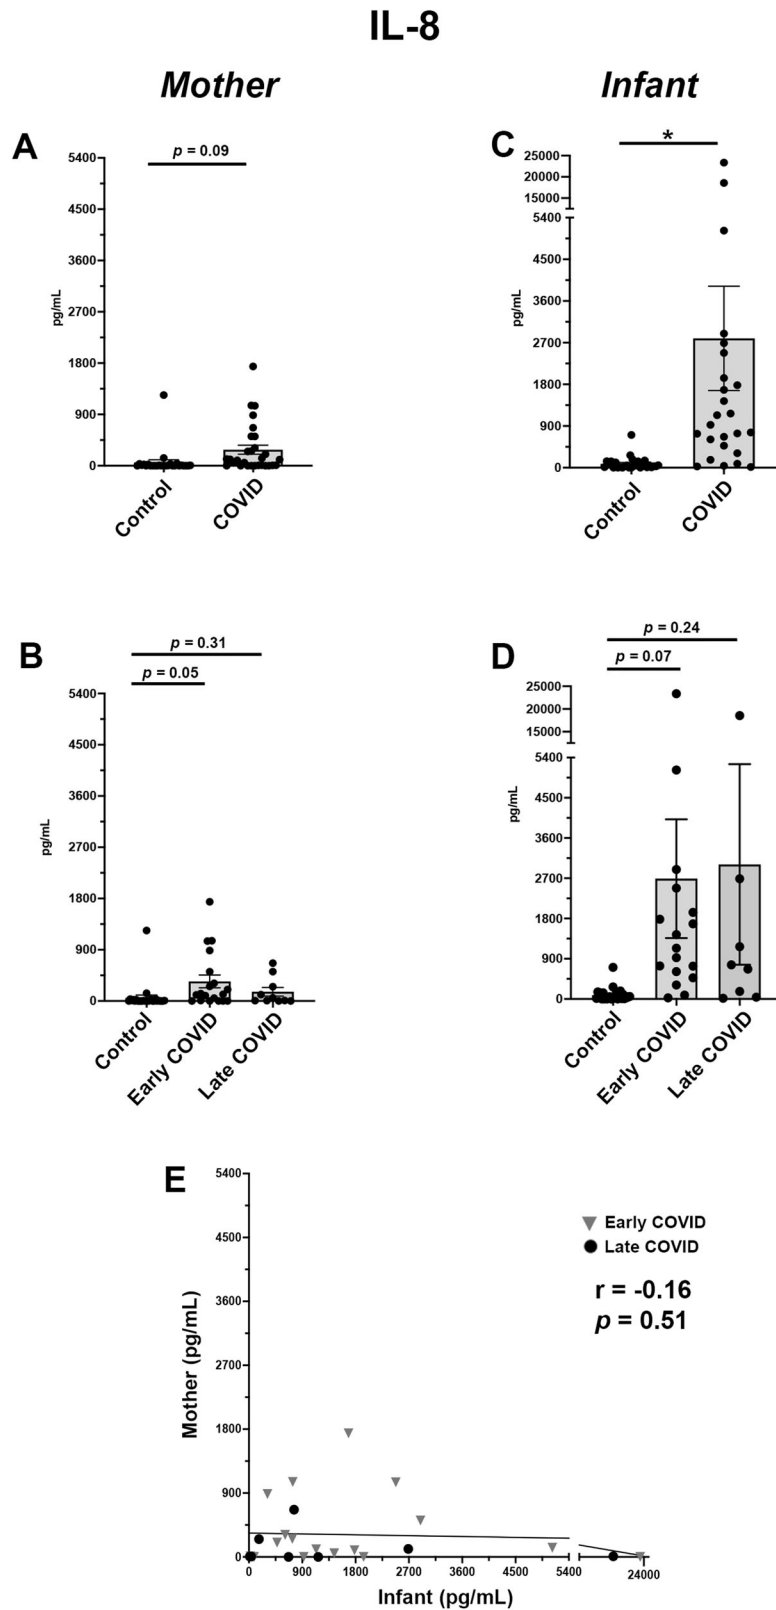 IL-8
Mother
Infant
A
p = 0.09
5400
4500
3600
2700
1800
900
0
pg/mL
Control
COVID
C
*
25000
20000
15000
5400
4500
3600
2700
1800
900
0
pg/mL
Control
COVID
B
p = 0.31
p = 0.05
5400
4500
3600
2700
1800
900
0
pg/mL
Control
Early COVID
Late COVID
D
p = 0.24
p = 0.07
25000
20000
15000
5400
4500
3600
2700
1800
900
0
pg/mL
Control
Early COVID
Late COVID
E
5400
4500
3600
2700
1800
900
0
Mother (pg/mL)
Early COVID
Late COVID
r = -0.16
p = 0.51
0 900 1800 2700 3600 4500 5400 24000
Infant (pg/mL)